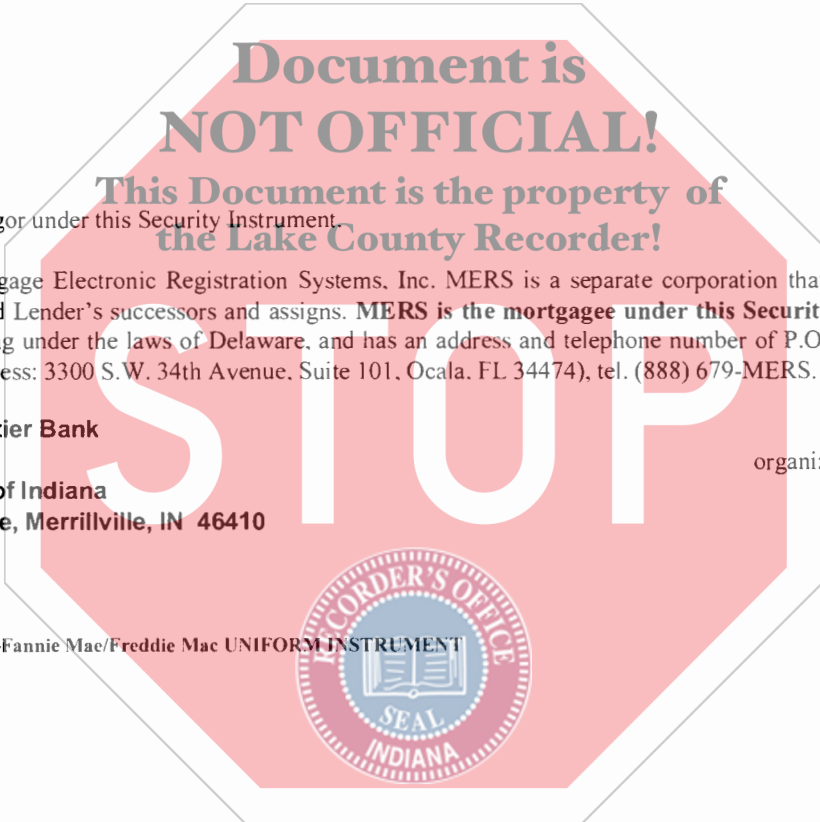 Document is
NOT OFFICIAL!
This Document is the property of
gor under this Security Instrument.
the Lake County Recorder!
gage Electronic Registration Systems, Inc. MERS is a separate corporation tha
d Lender's successors and assigns. MERS is the mortgagee under this Securit
g under the laws of Delaware, and has an address and telephone number of P.O
ess: 3300 S.W. 34th Avenue, Suite 101, Ocala, FL 34474), tel. (888) 679-MERS.
STOP
ier Bank
organiz
of Indiana
e, Merrillville, IN 46410
-Fannie Mae/Freddie Mac UNIFORM INSTRUMENT
RECORDER'S OFFICE
SEAL
INDIANA